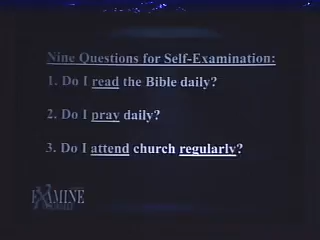 Nine Questions for Self-Examination:
1. Do I read the Bible daily?
2. Do I pray daily?
3. Do I attend church regularly?
EXAMINE